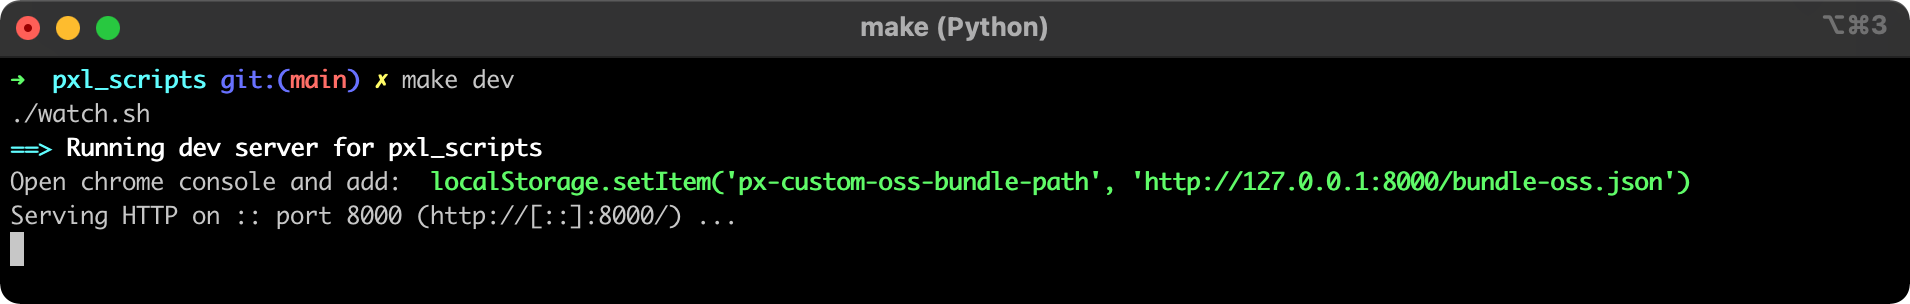 make (Python)
⌥⌘3
➜  pxl_scripts git:(main) ✗ make dev
./watch.sh
==> Running dev server for pxl_scripts
Open chrome console and add:  localStorage.setItem('px-custom-oss-bundle-path', 'http://127.0.0.1:8000/bundle-oss.json')
Serving HTTP on :: port 8000 (http://[::]:8000/) ...